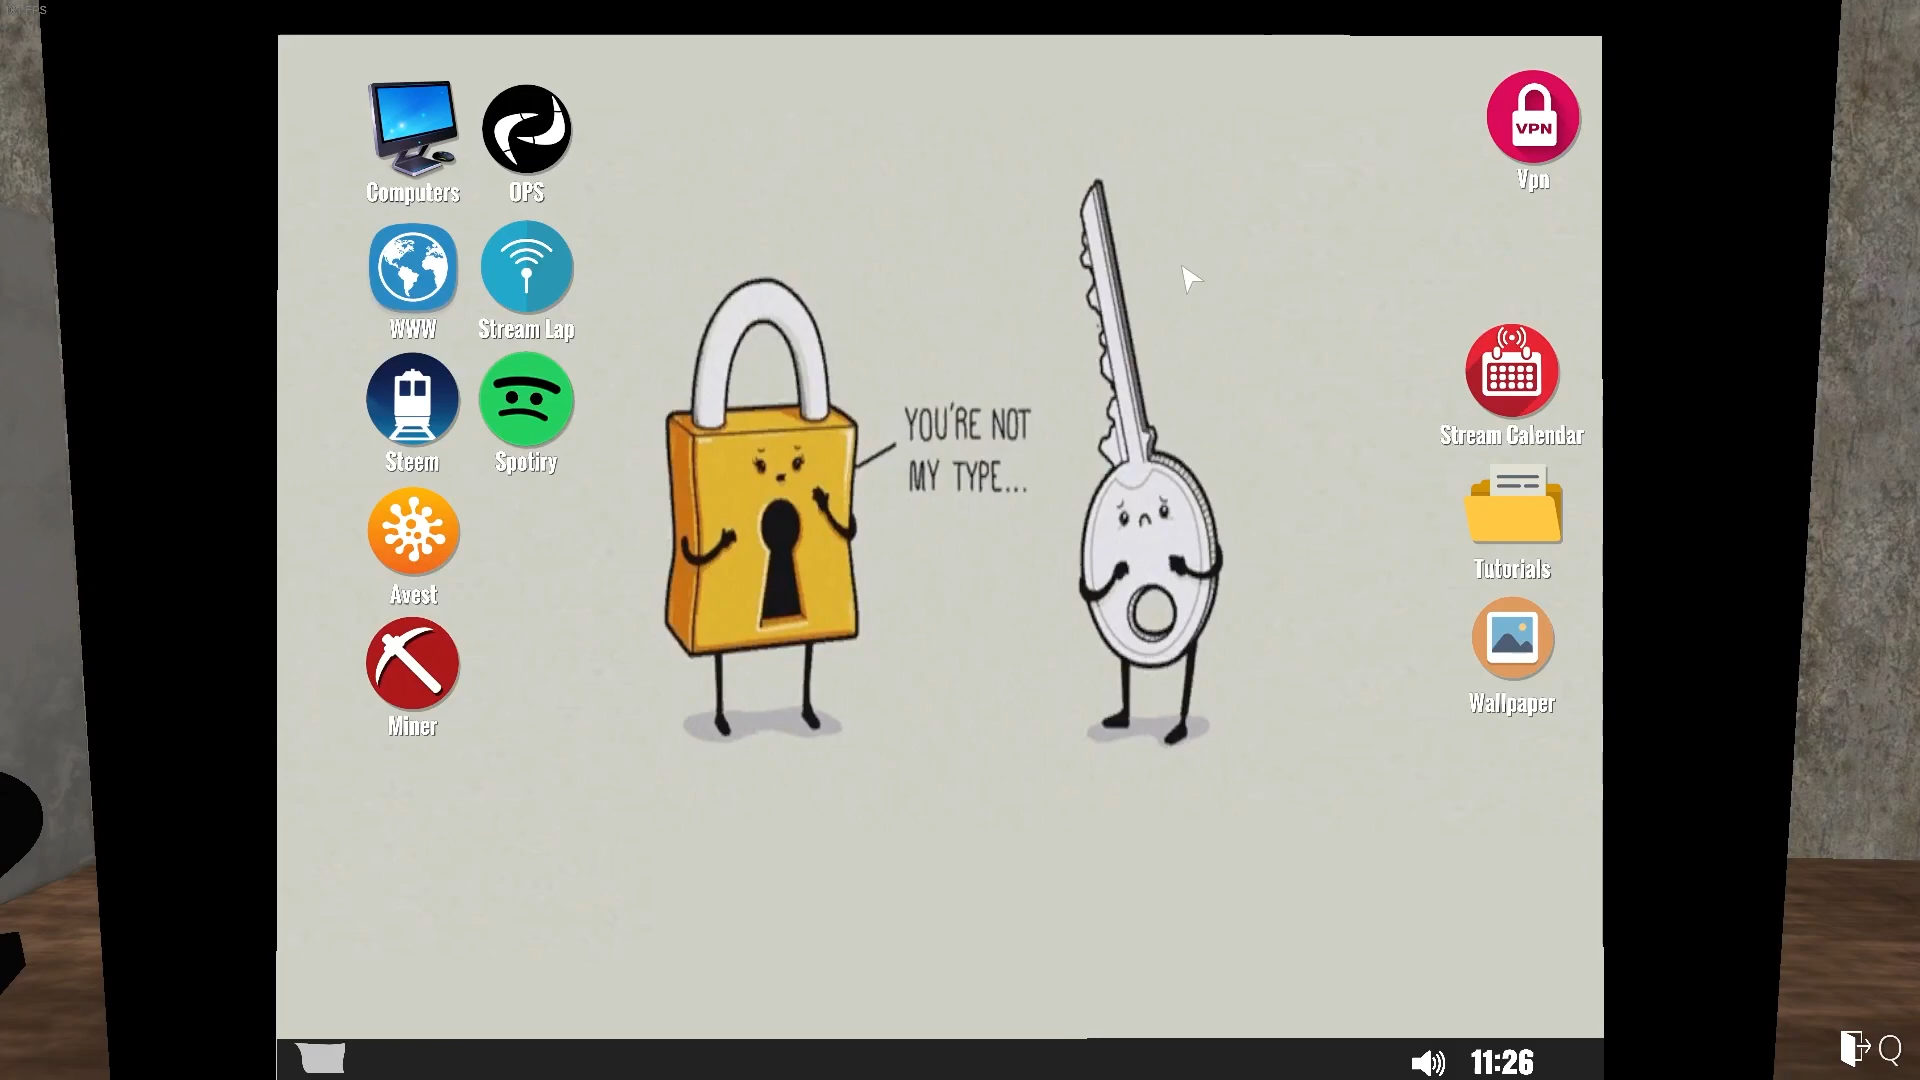 Computers
OPS
VPN
Vpn
WWW
Stream Lap
Steem
Spotiry
Stream Calendar
YOU'RE NOT
MY TYPE...
Avest
Tutorials
Miner
Wallpaper
11:26
Q